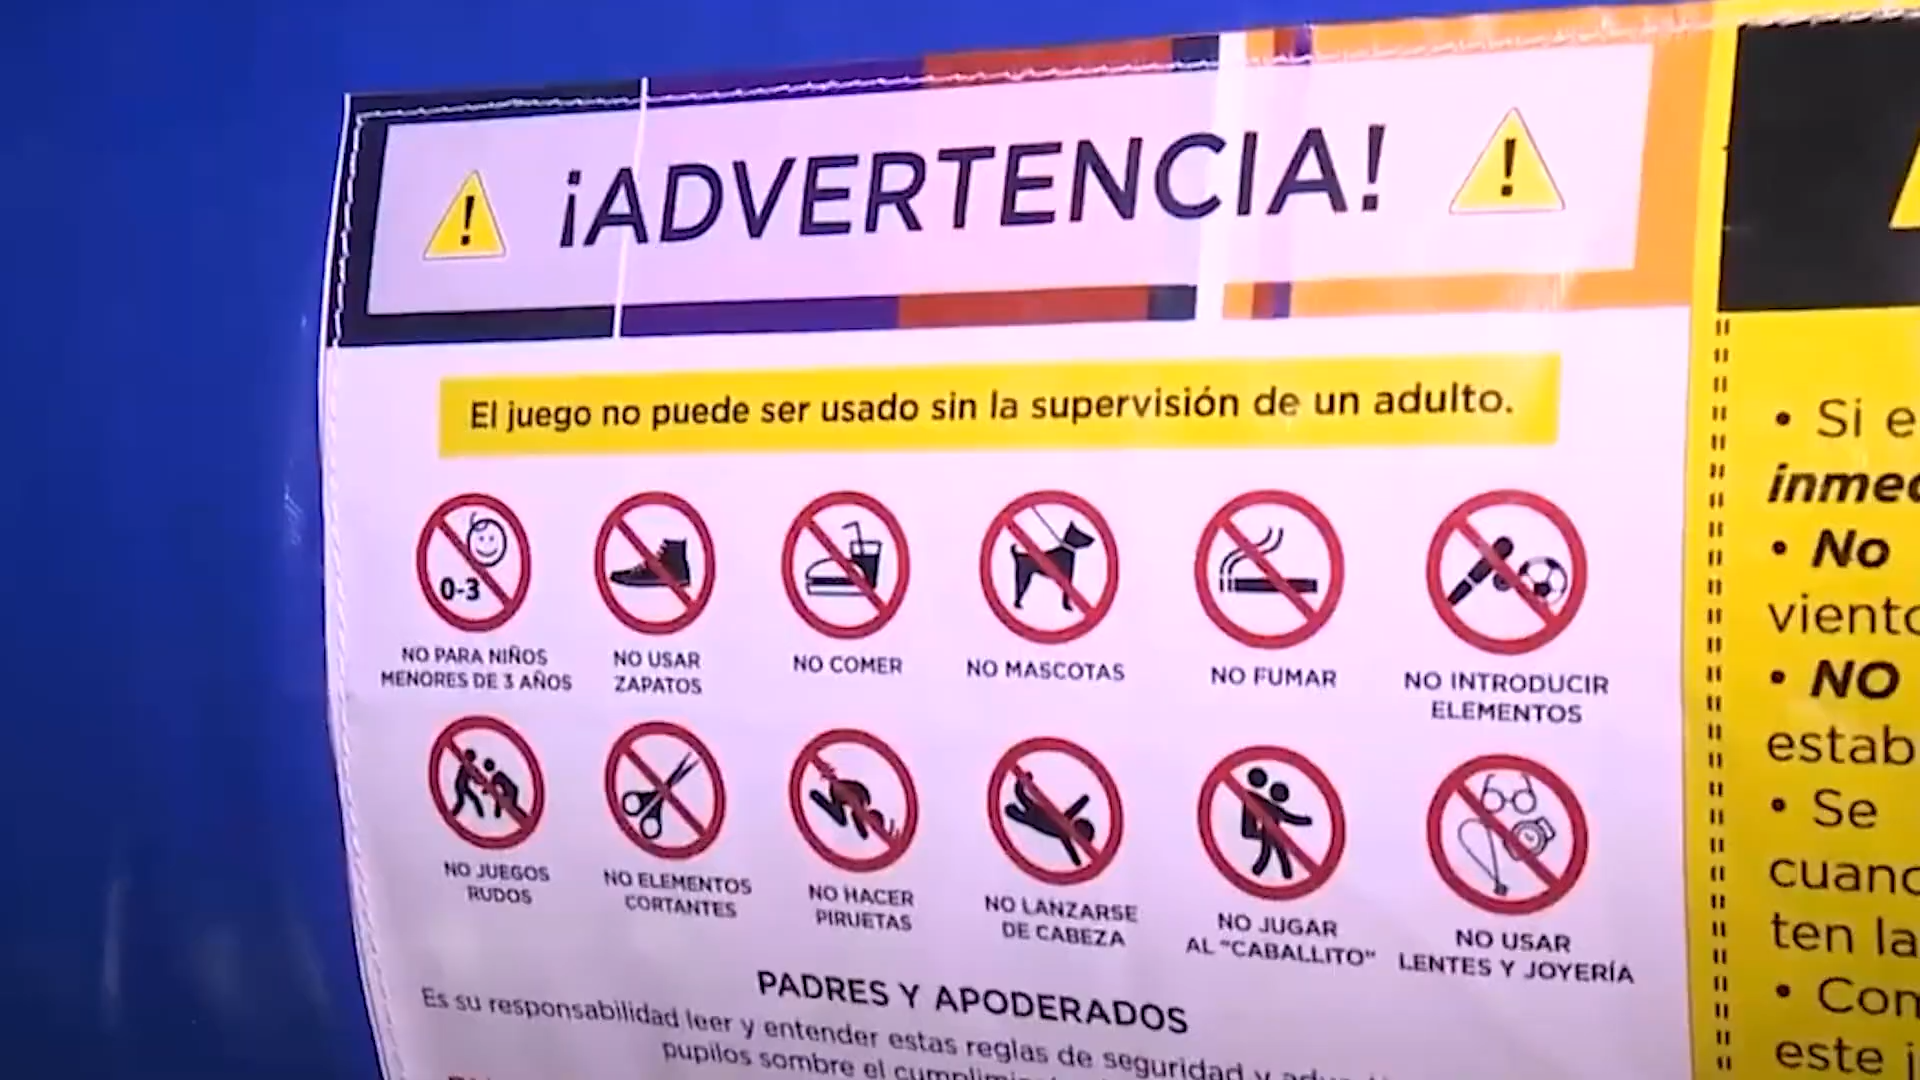 ¡ADVERTENCIA!
El juego no puede ser usado sin la supervisión de un adulto.
0-3
NO PARA NIÑOS
MENORES DE 3 AÑOS
NO USAR
ZAPATOS
NO COMER
NO MASCOTAS
NO FUMAR
NO INTRODUCIR
ELEMENTOS
NO JUEGOS
RUDOS
NO ELEMENTOS
CORTANTES
NO HACER
PIRUETAS
NO LANZARSE
DE CABEZA
NO JUGAR
AL "CABALLITO"
NO USAR
LENTES Y JOYERÍA
PADRES Y APODERADOS
Es su responsabilidad leer y entender estas reglas de seguridad y
pupilos sombre el
• Si e
inmed
• No
viento
• NO
estab
• Se
cuand
ten la
• Com
este j